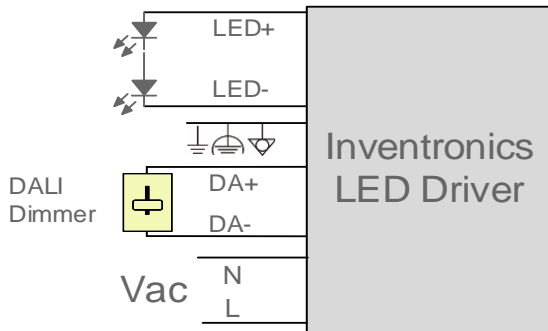 LED+
LED-
Inventronics
LED Driver
DALI
Dimmer
DA+
DA-
Vac
N
L